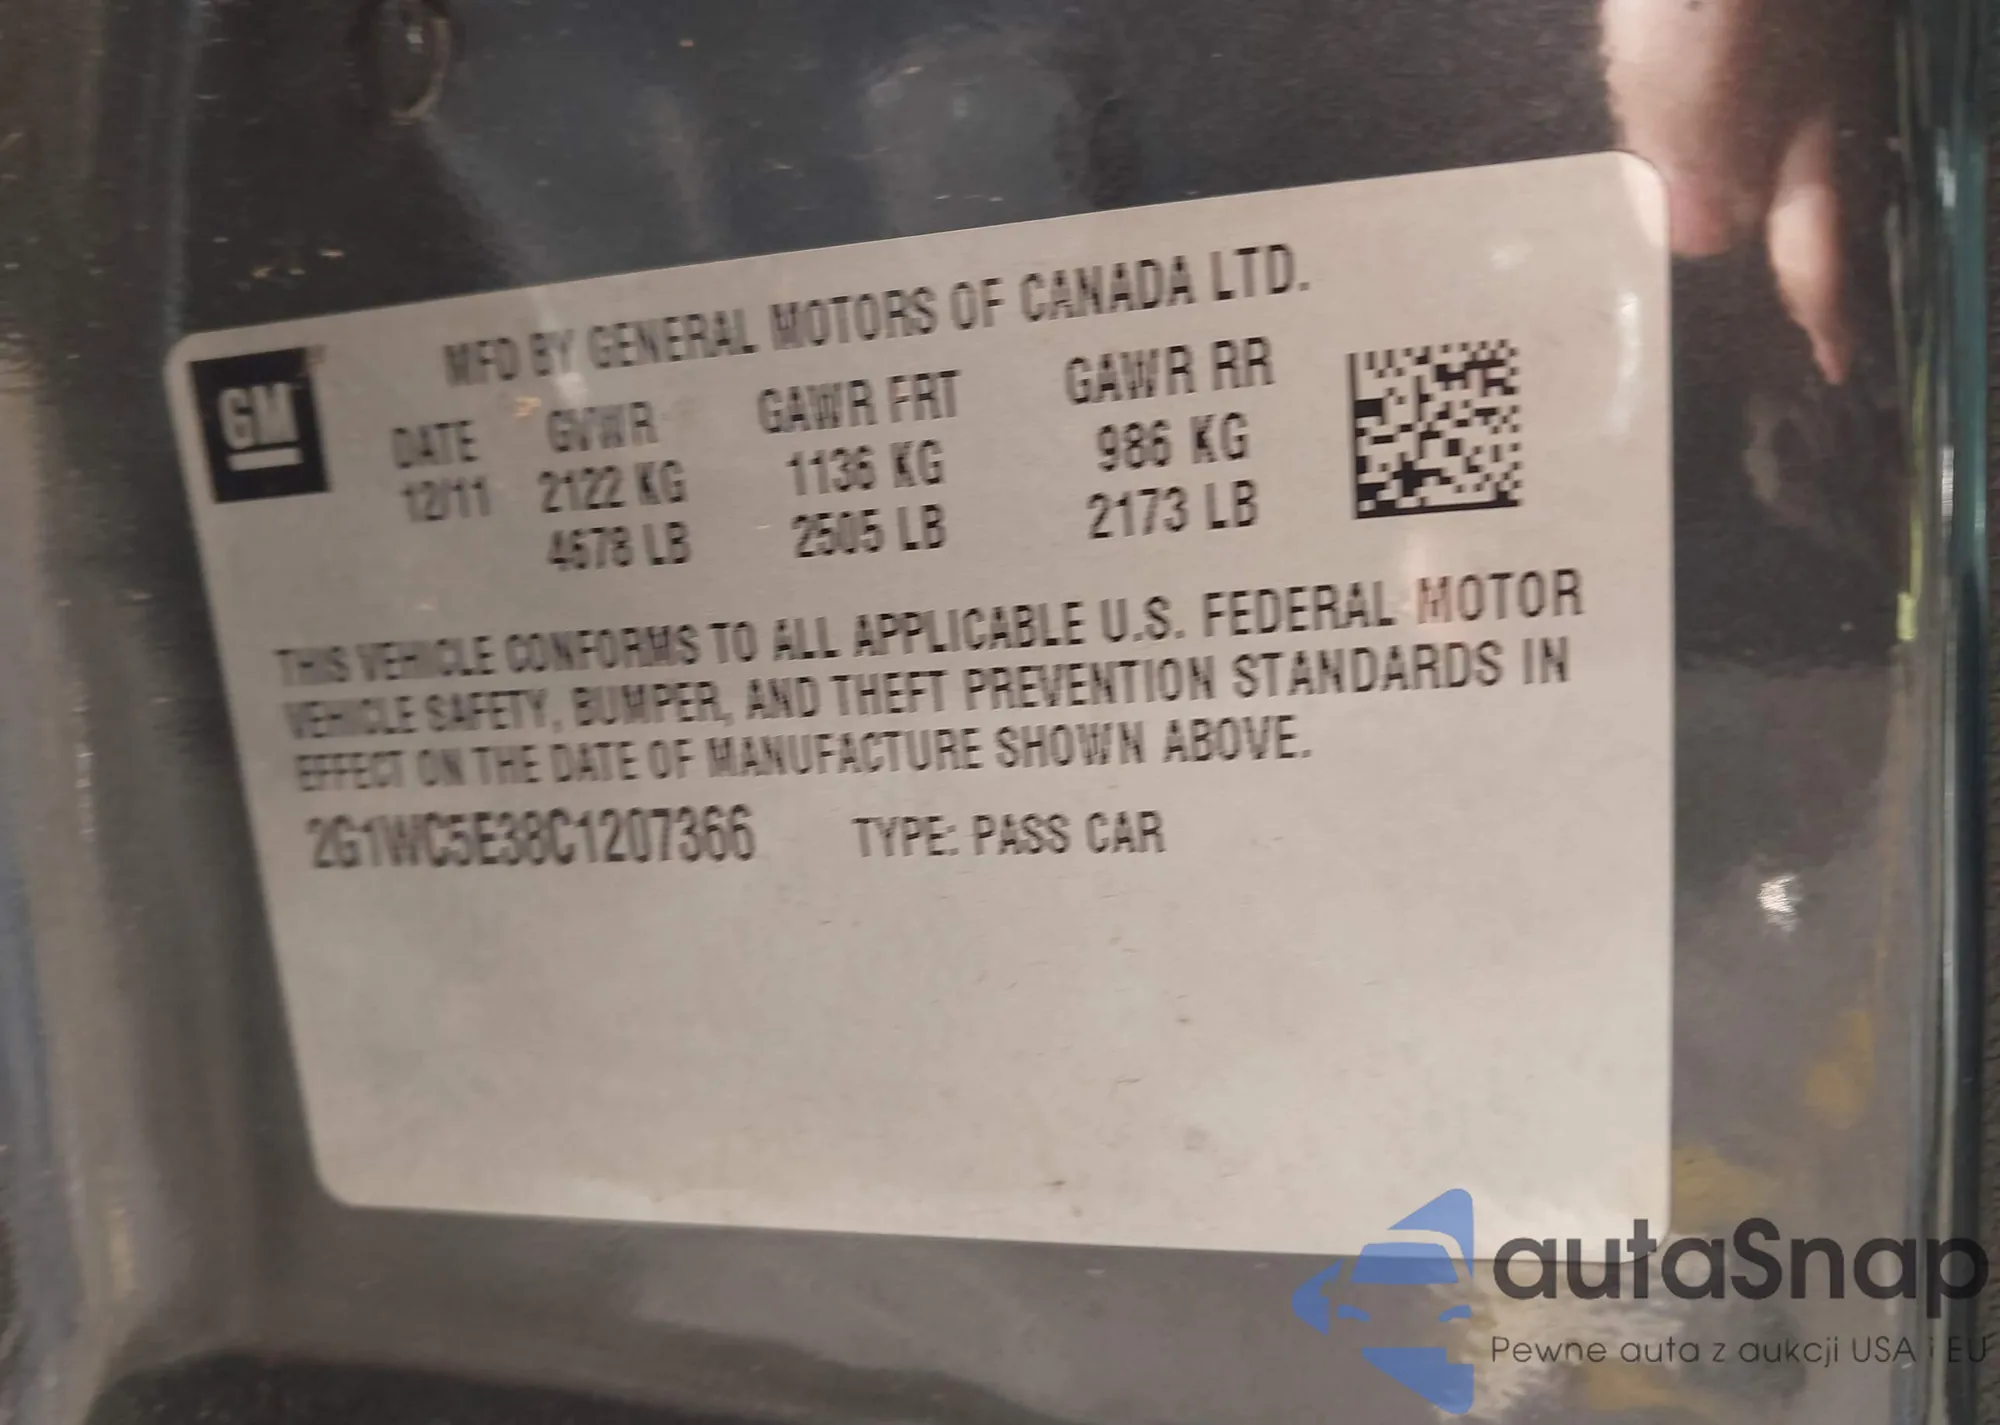 GM
MFD BY GENERAL MOTORS OF CANADA LTD.
DATE GVWR GAWR FRT GAWR RR
12/11 2122 KG 1136 KG 986 KG
4678 LB 2505 LB 2173 LB
THIS VEHICLE CONFORMS TO ALL APPLICABLE U.S. FEDERAL MOTOR
VEHICLE SAFETY, BUMPER, AND THEFT PREVENTION STANDARDS IN
EFFECT ON THE DATE OF MANUFACTURE SHOWN ABOVE.
2G1WC5E38C1207366 TYPE: PASS CAR
autaSnap
Pewne auta z aukcji USA i EU